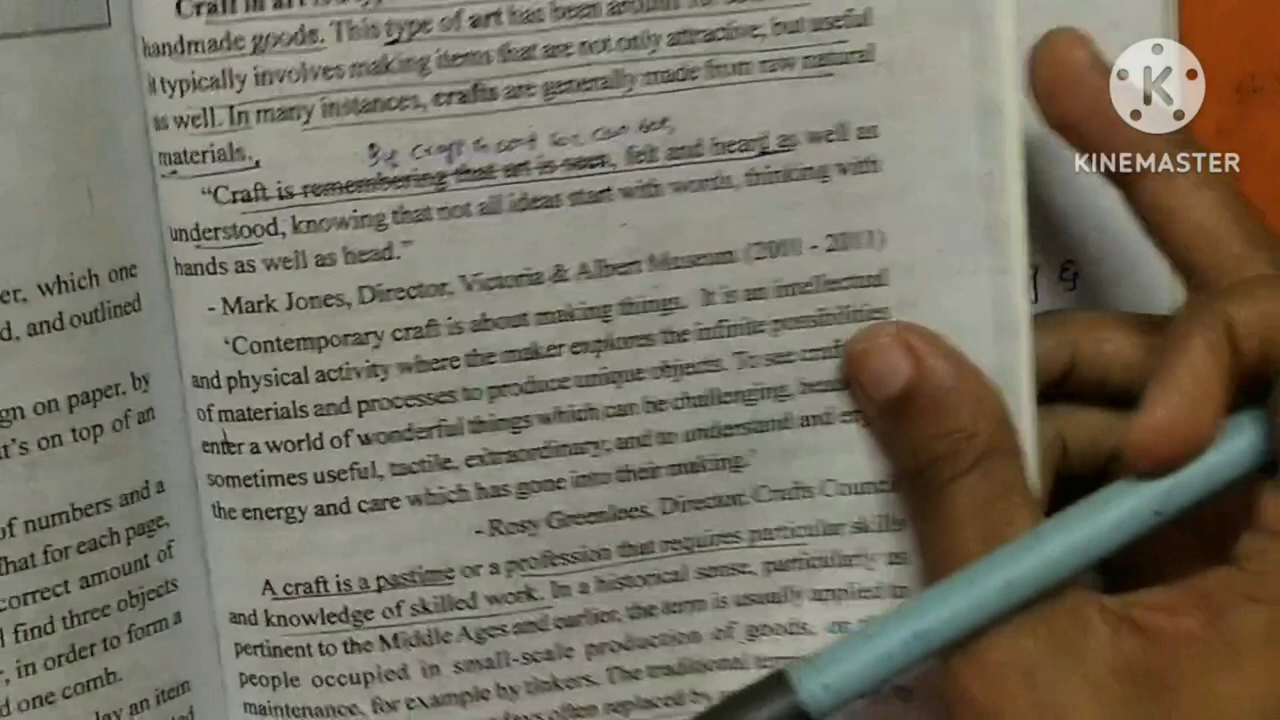 er, which one
d, and outlined
gn on paper, by
t's on top of an
of numbers and a
That for each page,
correct amount of
find three objects
, in order to form a
d one comb.
lay an item
Craft in art is
handmade goods. This type of art has been around
it typically involves making items that are not only attractive, but useful
as well. In many instances, crafts are generally made from raw natural
materials.
By craft
"Craft is remembering that art is seen, felt and heard as well as
understood, knowing that not all ideas start with words, thinking with
hands as well as head."
- Mark Jones, Director, Victoria & Albert Museum
'Contemporary craft is about making things. It is an intellectual
and physical activity where the maker explores the infinite possibilities
of materials and processes to produce unique objects. To see
enter a world of wonderful things which can be challenging,
sometimes useful, tactile, extraordinary, and to understand and
the energy and care which has gone into their making.'
- Rosy Greenlees, Director, Crafts Council
A craft is a pastime or a profession that requires particular skills
and knowledge of skilled work. In a historical sense, particularly as
pertinent to the Middle Ages and earlier, the term is usually applied to
people occupied in small-scale production of goods,
maintenance, for example by tinkers. The traditional
often replaced by
&
K
KINEMASTER